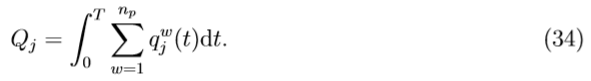 Q_j = \int_0^T \sum_{w=1}^{n_p} q_j^w(t) \mathrm{d}t. (34)